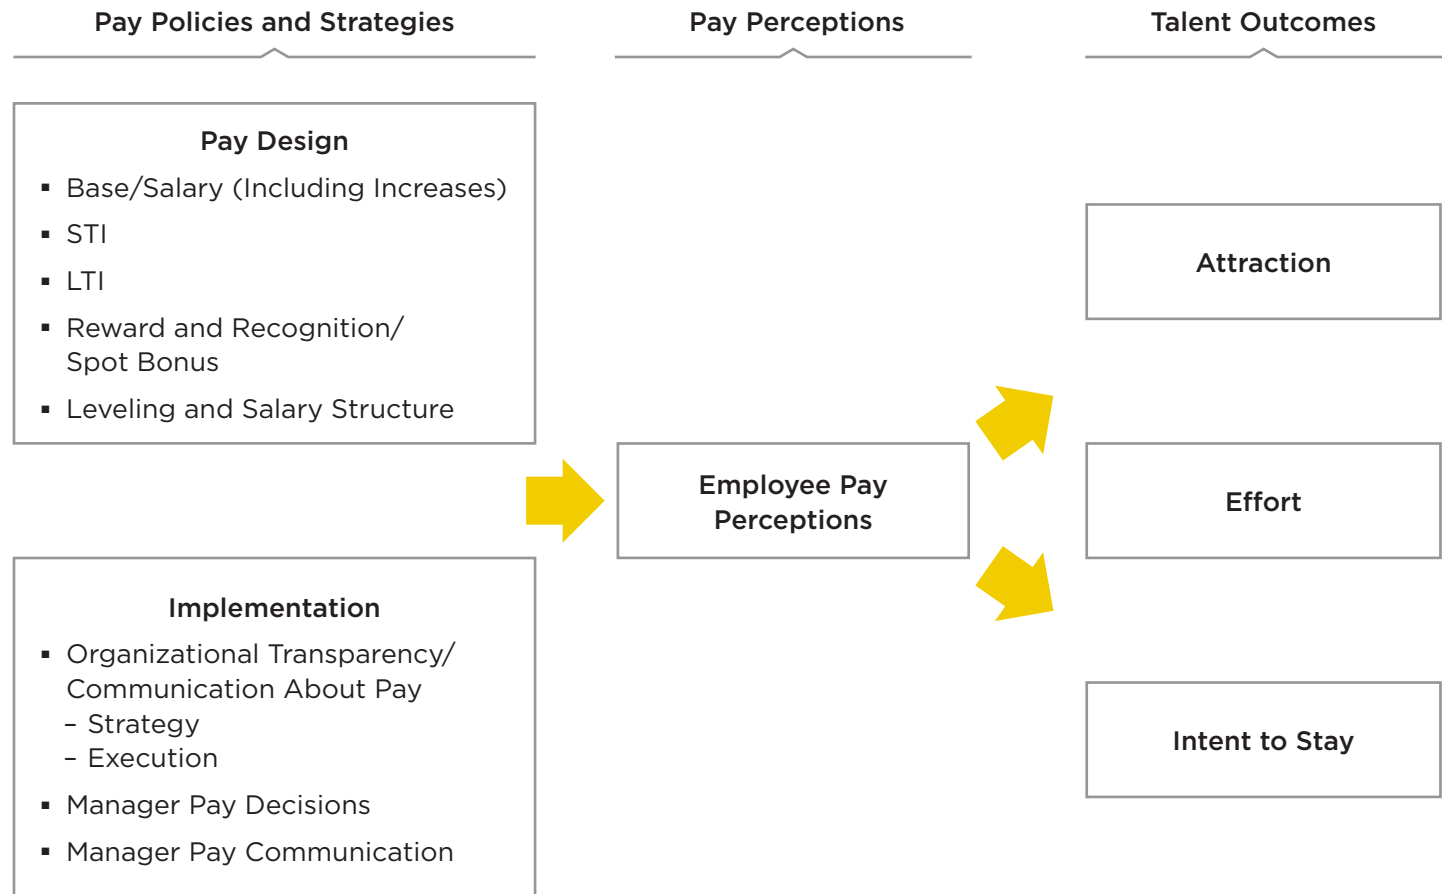 Pay Policies and Strategies
Pay Design
▪ Base/Salary (Including Increases)
▪ STI
▪ LTI
▪ Reward and Recognition/
Spot Bonus
▪ Leveling and Salary Structure
Implementation
▪ Organizational Transparency/
Communication About Pay
– Strategy
– Execution
▪ Manager Pay Decisions
▪ Manager Pay Communication
Pay Perceptions
Employee Pay
Perceptions
Talent Outcomes
Attraction
Effort
Intent to Stay